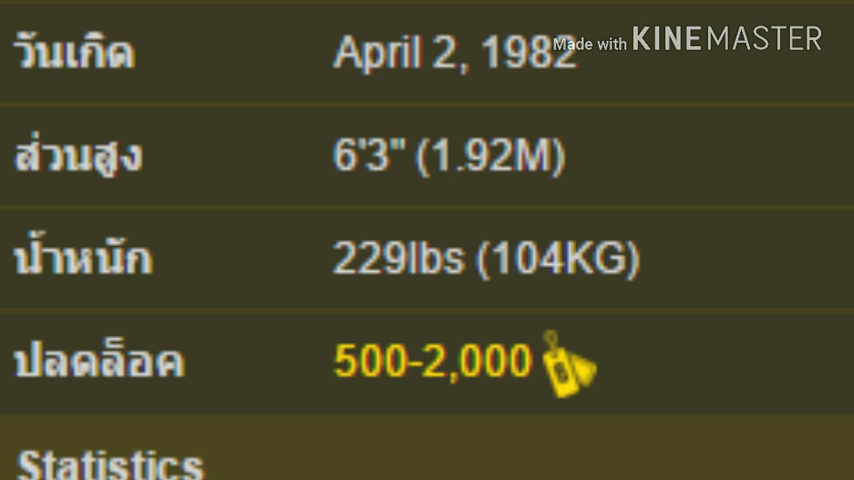 วันเกิด April 2, 1982
Made with KINEMASTER
ส่วนสูง 6'3" (1.92M)
น้ำหนัก 229lbs (104KG)
ปลดล็อค 500-2,000
Statistics